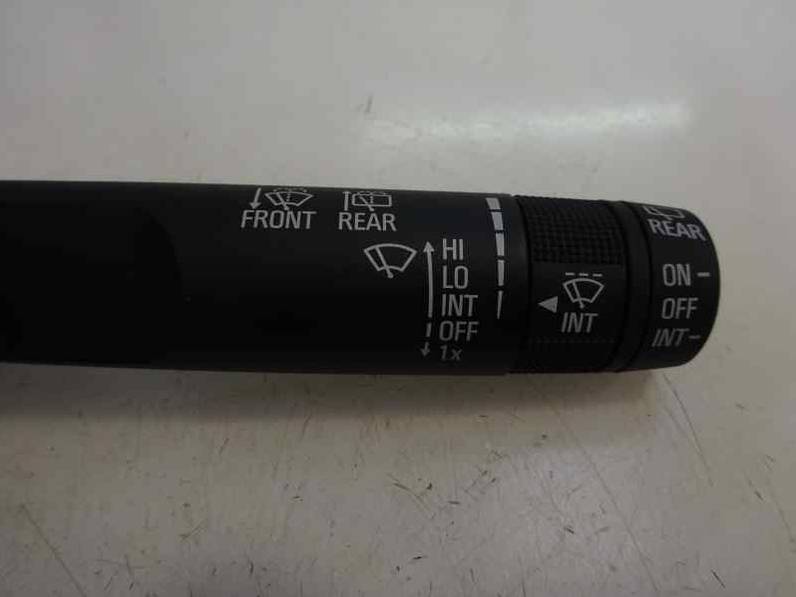 FRONT REAR
HI
LO
INT
OFF
1x
INT
REAR
ON
OFF
INT